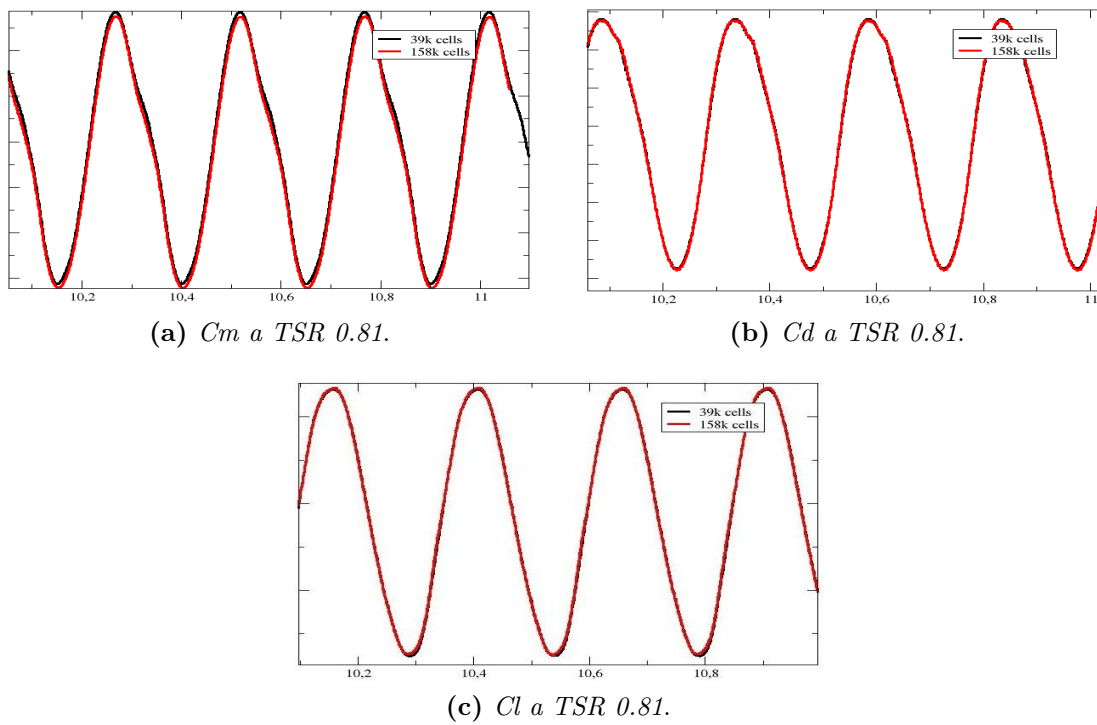 39k cells
158k cells
10,2 10,4 10,6 10,8 11
(a) Cm a TSR 0.81.
39k cells
158k cells
10,2 10,4 10,6 10,8 11
(b) Cd a TSR 0.81.
39k cells
158k cells
10,2 10,4 10,6 10,8
(c) Cl a TSR 0.81.